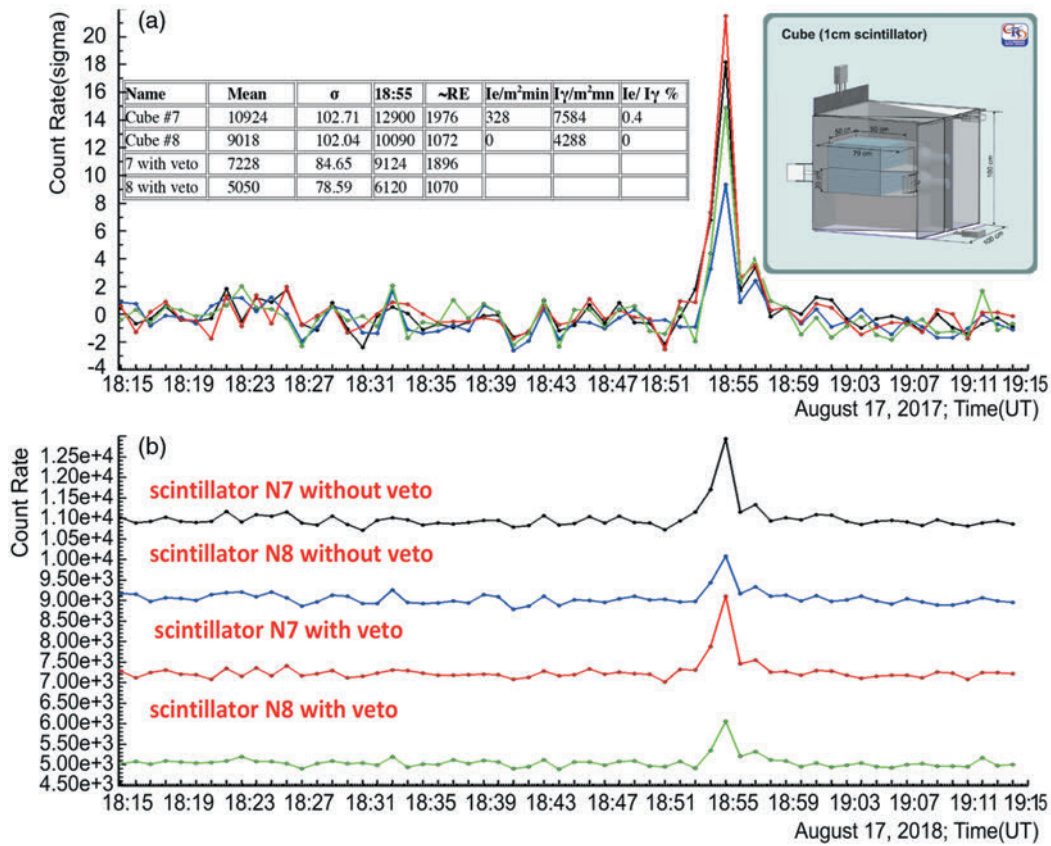 (a)
Count Rate(sigma)
20
18
16
14
12
10
8
6
4
2
0
-2
-4
Name Mean σ 18:55 ~RE Ie/m²min Iγ/m²mn Ie/ Iγ %
Cube #7 10924 102.71 12900 1976 328 7584 0.4
Cube #8 9018 102.04 10090 1072 0 4288 0
7 with veto 7228 84.65 9124 1896
8 with veto 5050 78.59 6120 1070
Cube (1cm scintillator)
50 cm
50 cm
79 cm
100 cm
100 cm
18:15 18:19 18:23 18:27 18:31 18:35 18:39 18:43 18:47 18:51 18:55 18:59 19:03 19:07 19:11 19:15
August 17, 2017; Time(UT)
(b)
Count Rate
1.25e+4
1.20e+4
1.15e+4
1.10e+4
1.05e+4
1.00e+4
9.50e+3
9.00e+3
8.50e+3
8.00e+3
7.50e+3
7.00e+3
6.50e+3
6.00e+3
5.50e+3
5.00e+3
4.50e+3
scintillator N7 without veto
scintillator N8 without veto
scintillator N7 with veto
scintillator N8 with veto
18:15 18:19 18:23 18:27 18:31 18:35 18:39 18:43 18:47 18:51 18:55 18:59 19:03 19:07 19:11 19:15
August 17, 2018; Time(UT)